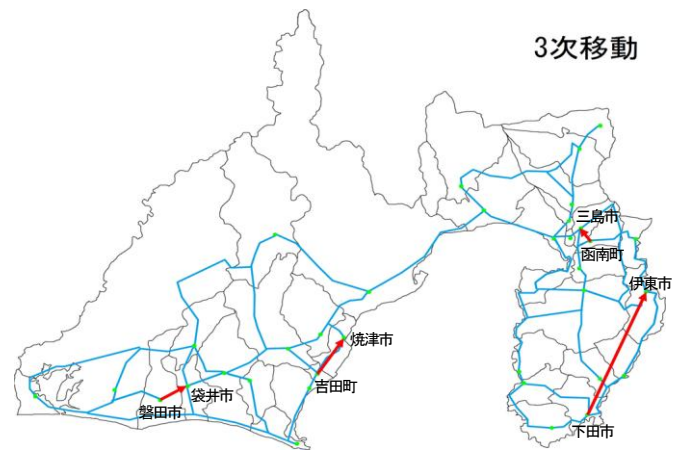 3次移動
三島市
函南町
伊東市
焼津市
吉田町
袋井市
磐田市
下田市